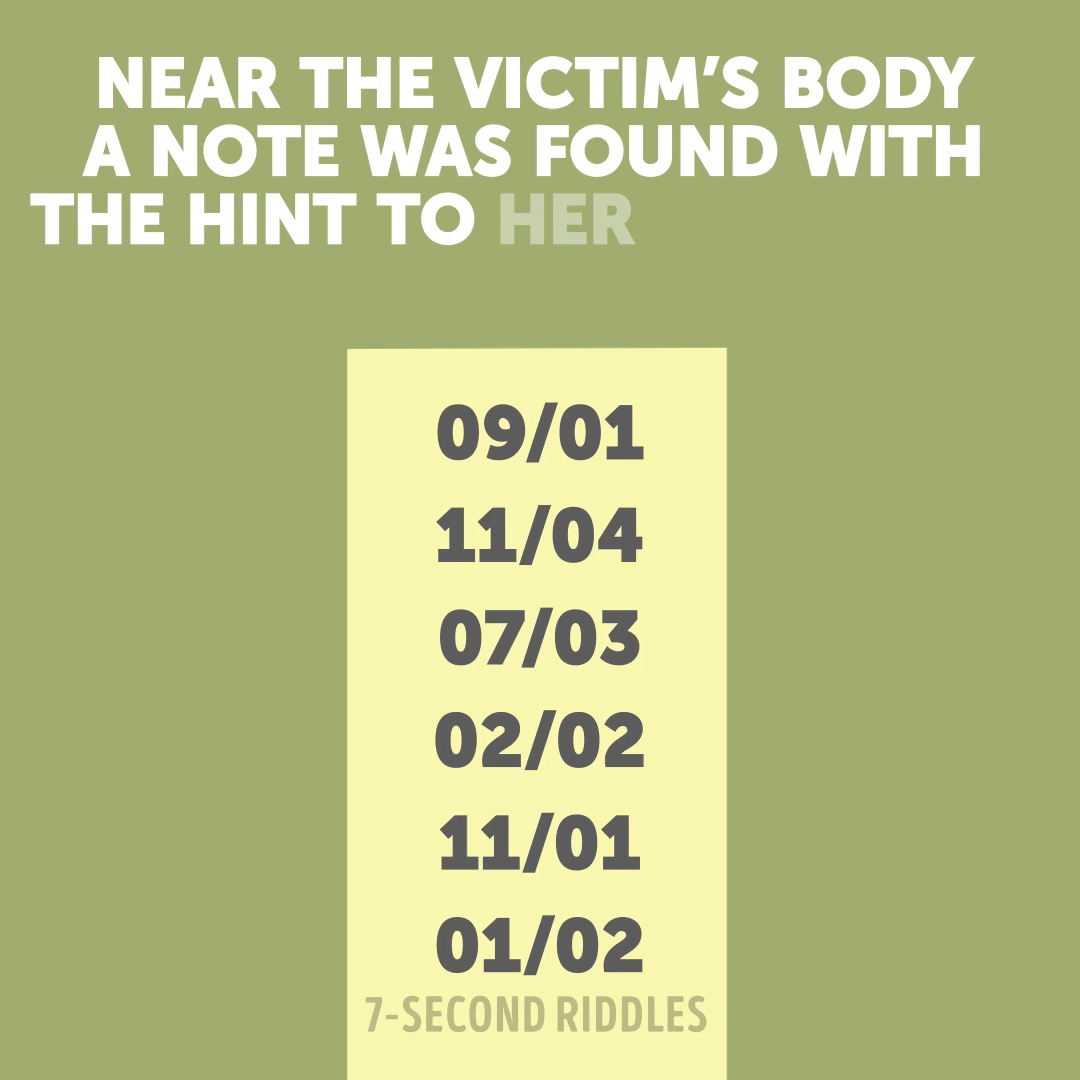 NEAR THE VICTIM'S BODY
A NOTE WAS FOUND WITH
THE HINT TO HER
09/01
11/04
07/03
02/02
11/01
01/02
7-SECOND RIDDLES